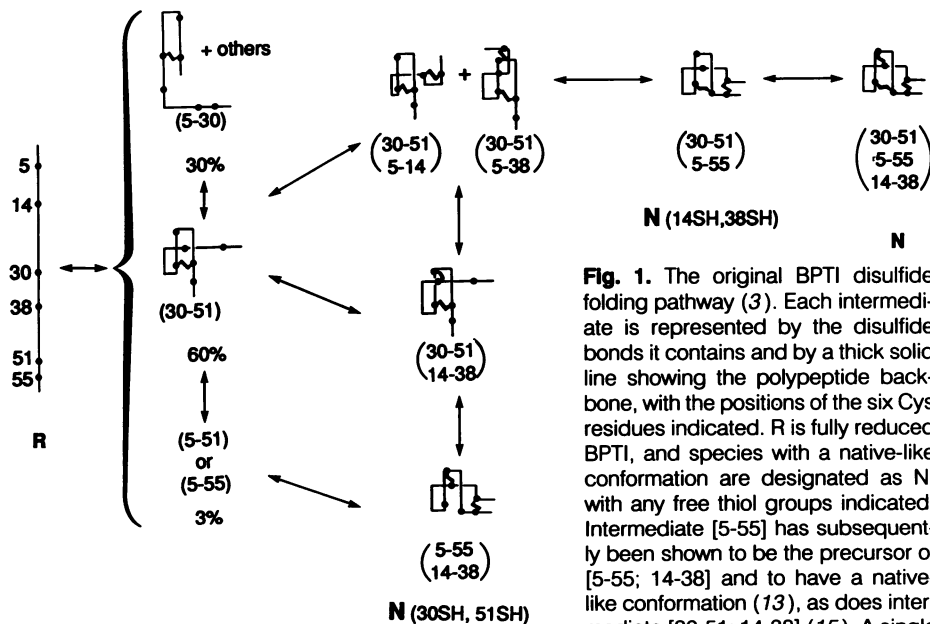 + others
(5-30)
30%
(30-51)
60%
(5-51)
or
(5-55)
3%
5
14
30
38
51
55
R
+
(30-51
5-14)
(30-51
5-38)
(30-51
5-55)
(30-51
5-55
14-38)
N (14SH,38SH)
N
(30-51
14-38)
(5-55
14-38)
N (30SH, 51SH)
Fig. 1. The original BPTI disulfide
folding pathway (3). Each intermedi-
ate is represented by the disulfide
bonds it contains and by a thick solid
line showing the polypeptide back-
bone, with the positions of the six Cys
residues indicated. R is fully reduced
BPTI, and species with a native-like
conformation are designated as N
with any free thiol groups indicated
Intermediate [5-55] has subsequent-
ly been shown to be the precursor o
[5-55; 14-38] and to have a native-
like conformation (13), as does inter